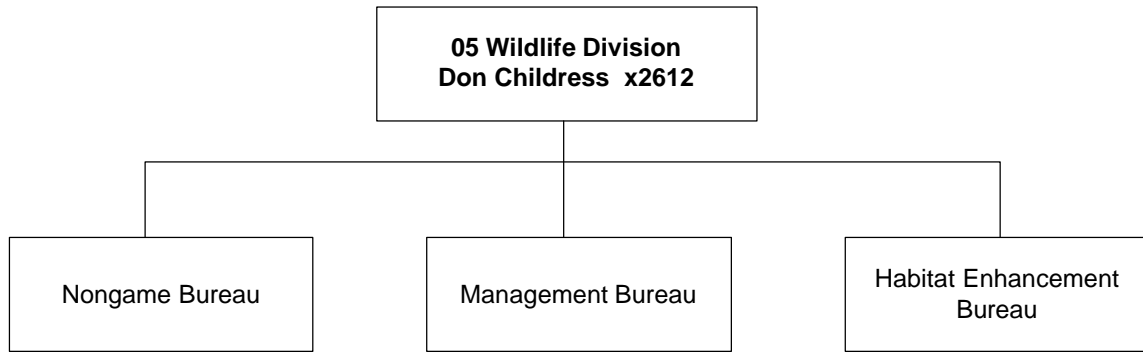 05 Wildlife Division
Don Childress  x2612
Nongame Bureau
Management Bureau
Habitat Enhancement
Bureau